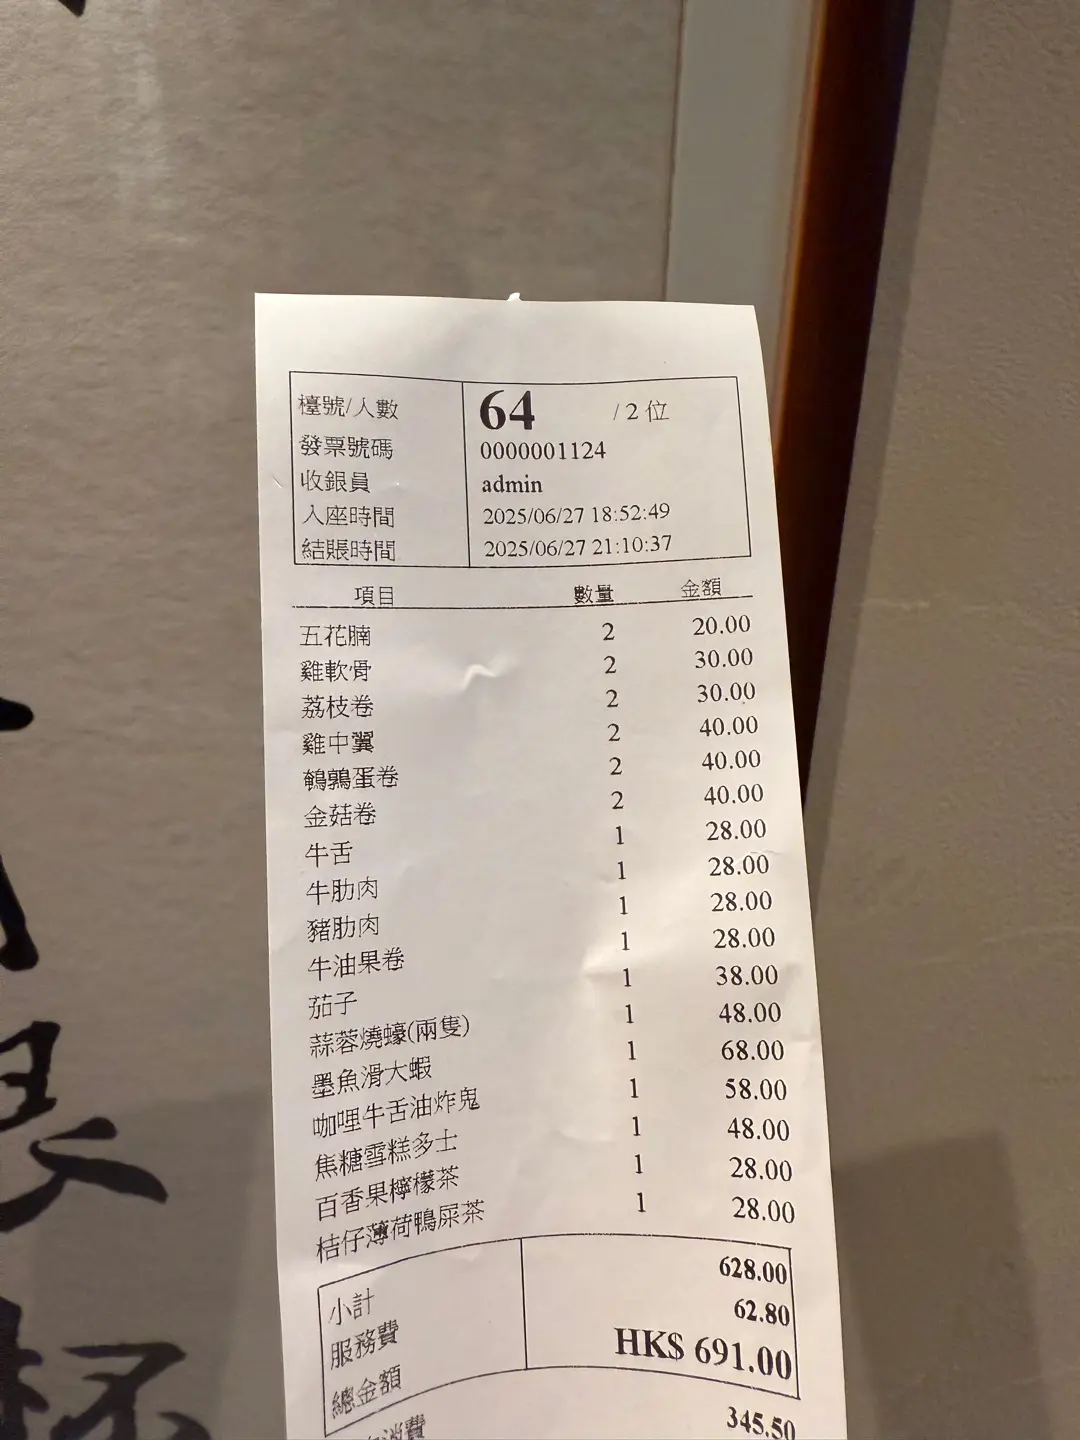 檯號/人數 64 / 2 位
發票號碼 0000001124
收銀員 admin
入座時間 2025/06/27 18:52:49
結賬時間 2025/06/27 21:10:37
項目 數量 金額
五花腩 2 20.00
雞軟骨 2 30.00
荔枝卷 2 30.00
雞中翼 2 40.00
鵪鶉蛋卷 2 40.00
金菇卷 2 40.00
牛舌 1 28.00
牛肋肉 1 28.00
豬肋肉 1 28.00
牛油果卷 1 28.00
茄子 1 38.00
蒜蓉燒蠔(兩隻) 1 48.00
墨魚滑大蝦 1 68.00
咖哩牛舌油炸鬼 1 58.00
焦糖雪糕多士 1 48.00
百香果檸檬茶 1 28.00
桔仔薄荷鴨屎茶 1 28.00
小計 628.00
服務費 62.80
總金額 HK$ 691.00
消費 345.50